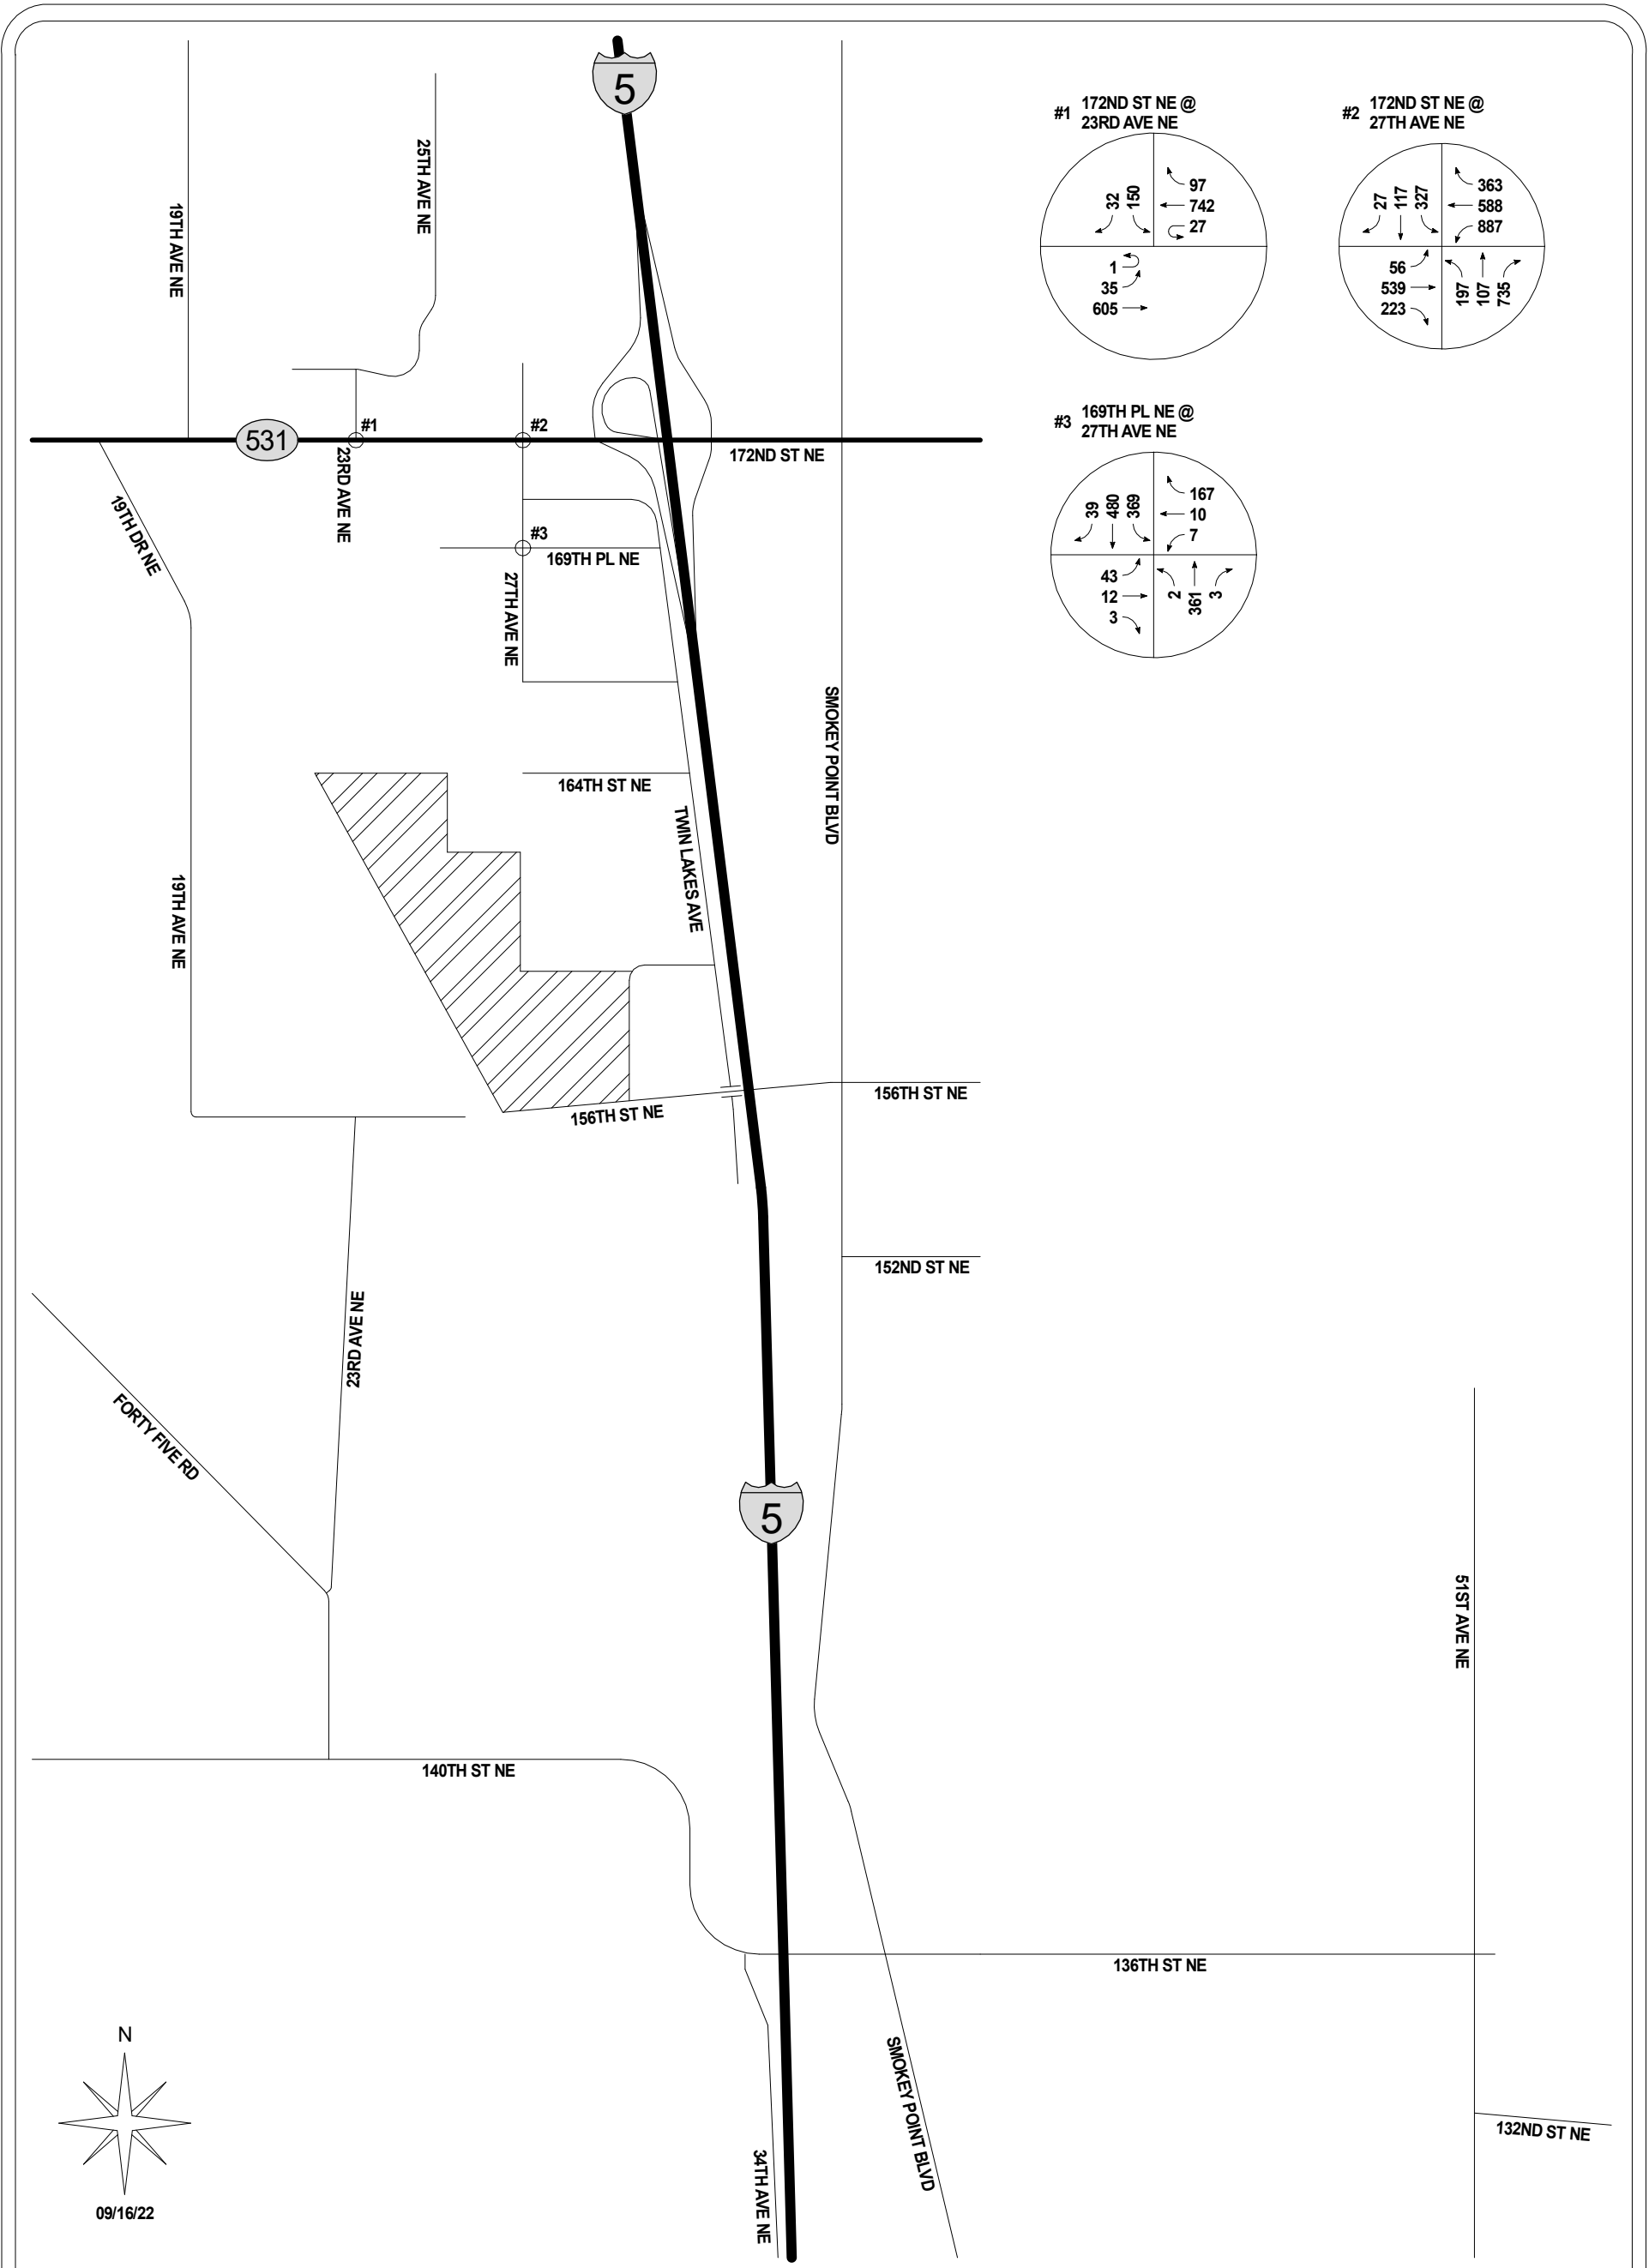 5
#1 172ND ST NE @
23RD AVE NE
32 150
97
742
27
1
35
605
#2 172ND ST NE @
27TH AVE NE
27 117 327
363
588
887
56
539
223
197 107 735
#3 169TH PL NE @
27TH AVE NE
39 480 369
167
10
7
43
12
3
2 361 3
19TH AVE NE
25TH AVE NE
531
#1
#2
172ND ST NE
23RD AVE NE
19TH DR NE
#3
169TH PL NE
27TH AVE NE
SMOKEY POINT BLVD
164TH ST NE
TWIN LAKES AVE
19TH AVE NE
156TH ST NE
156TH ST NE
152ND ST NE
23RD AVE NE
FORTY FIVE RD
5
51ST AVE NE
140TH ST NE
136TH ST NE
N
09/16/22
34TH AVE NE
SMOKEY POINT BLVD
132ND ST NE